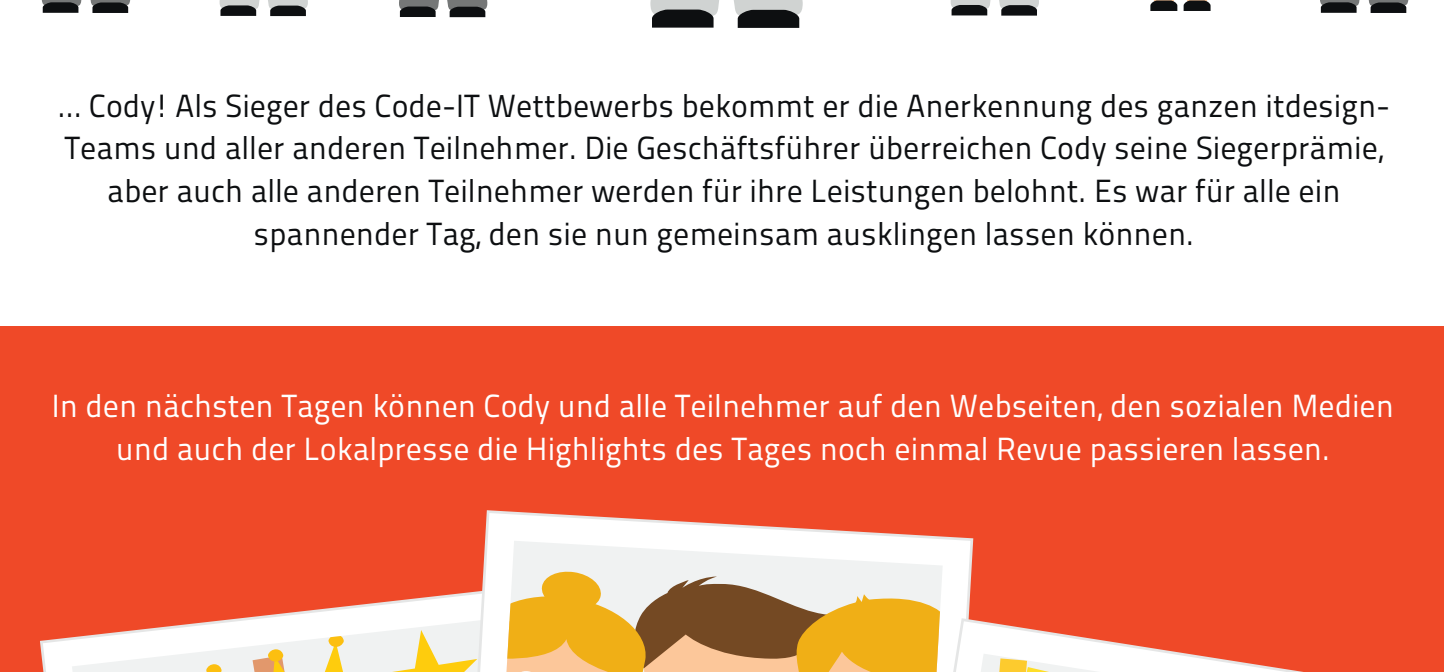 ... Cody! Als Sieger des Code-IT Wettbewerbs bekommt er die Anerkennung des ganzen itdesign-
Teams und aller anderen Teilnehmer. Die Geschäftsführer überreichen Cody seine Siegerprämie,
aber auch alle anderen Teilnehmer werden für ihre Leistungen belohnt. Es war für alle ein
spannender Tag, den sie nun gemeinsam ausklingen lassen können.
In den nächsten Tagen können Cody und alle Teilnehmer auf den Webseiten, den sozialen Medien
und auch der Lokalpresse die Highlights des Tages noch einmal Revue passieren lassen.